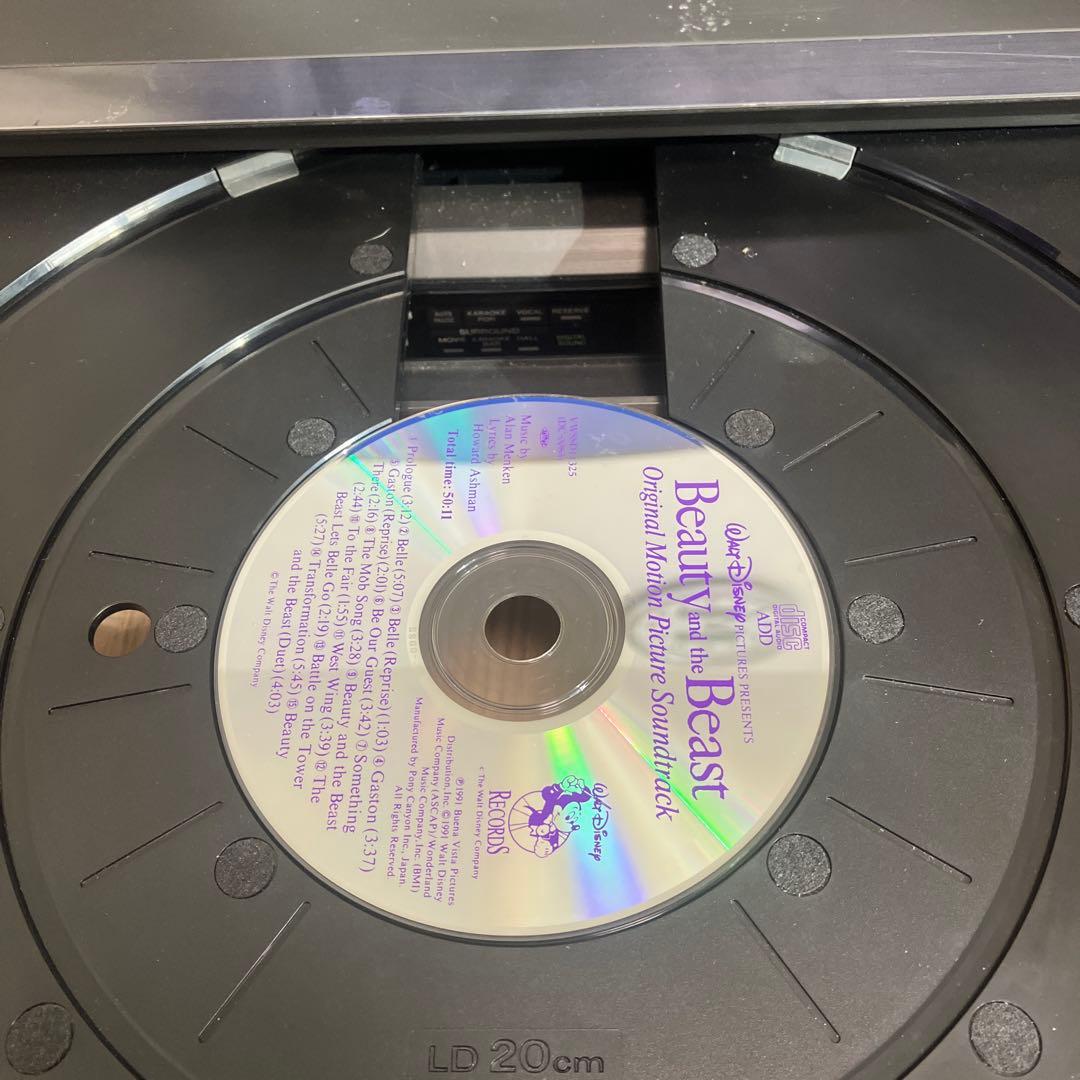 AUTO PAUSE
KARAOKE PON!
VOCAL
RESERVE
SURROUND
MOVIE
KARAOKE BAR
HALL
DIGITAL SOUND
COMPACT
disc
DIGITAL AUDIO
ADD
WALT DISNEY PICTURES PRESENTS
Beauty and the Beast
Original Motion Picture Soundtrack
Music by
Alan Menken
Lyrics by
Howard Ashman
Total time: 50:11
① Prologue (3:12) ② Belle (5:07) ③ Belle (Reprise) (1:03) ④ Gaston (3:37)
⑤ Gaston (Reprise) (2:0) ⑥ Be Our Guest (3:42) ⑦ Something
There (2:16) ⑧ The Mob Song (3:28) ⑨ Beauty and the Beast
(2:44) ⑩ To the Fair (1:55) ⑪ West Wing (3:39) ⑫ The
Beast Lets Belle Go (2:19) ⑬ Battle on the Tower
(5:27) ⑭ Transformation (5:45) ⑮ Beauty
and the Beast (Duet) (4:03)
© The Walt Disney Company
WALT DISNEY
RECORDS
© The Walt Disney Company
℗1991 Buena Vista Pictures
Distribution, Inc. © 1991 Walt Disney
Music Company (ASCAP)/Wonderland
Music Company, Inc. (BMI)
All Rights Reserved.
Manufactured by Pony Canyon Inc., Japan.
LD 20cm